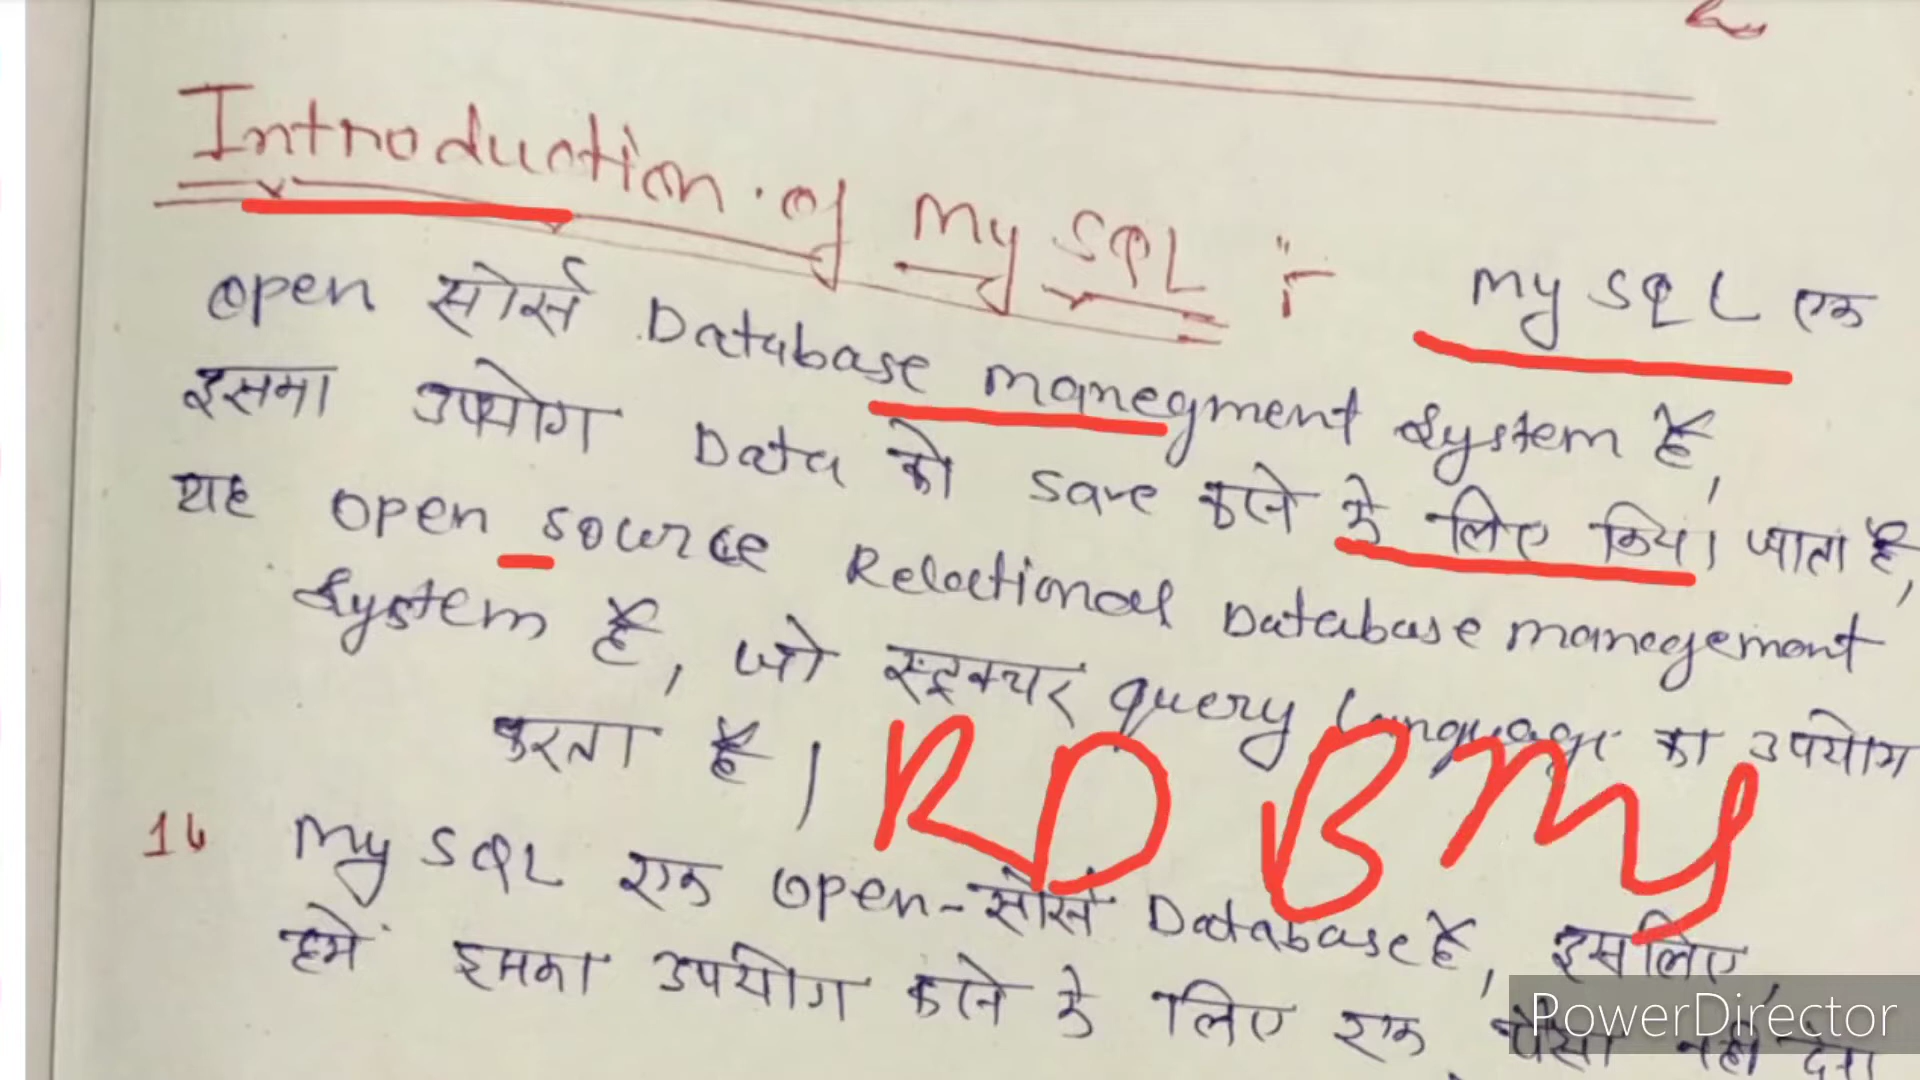 Introduction of My SQL :- My SQL एक
open सोर्स Database manegment System है,
इसका उपयोग Data को save करने के लिए किया जाता है,
यह open source Relational Database manegement
System है, जो स्ट्रक्चर query Language का उपयोग
करता है।
RDBMS
My SQL एक open-सोर्स Database है, इसलिए,
हमे इसका उपयोग करने के लिए एक पैसा नही देना
PowerDirector